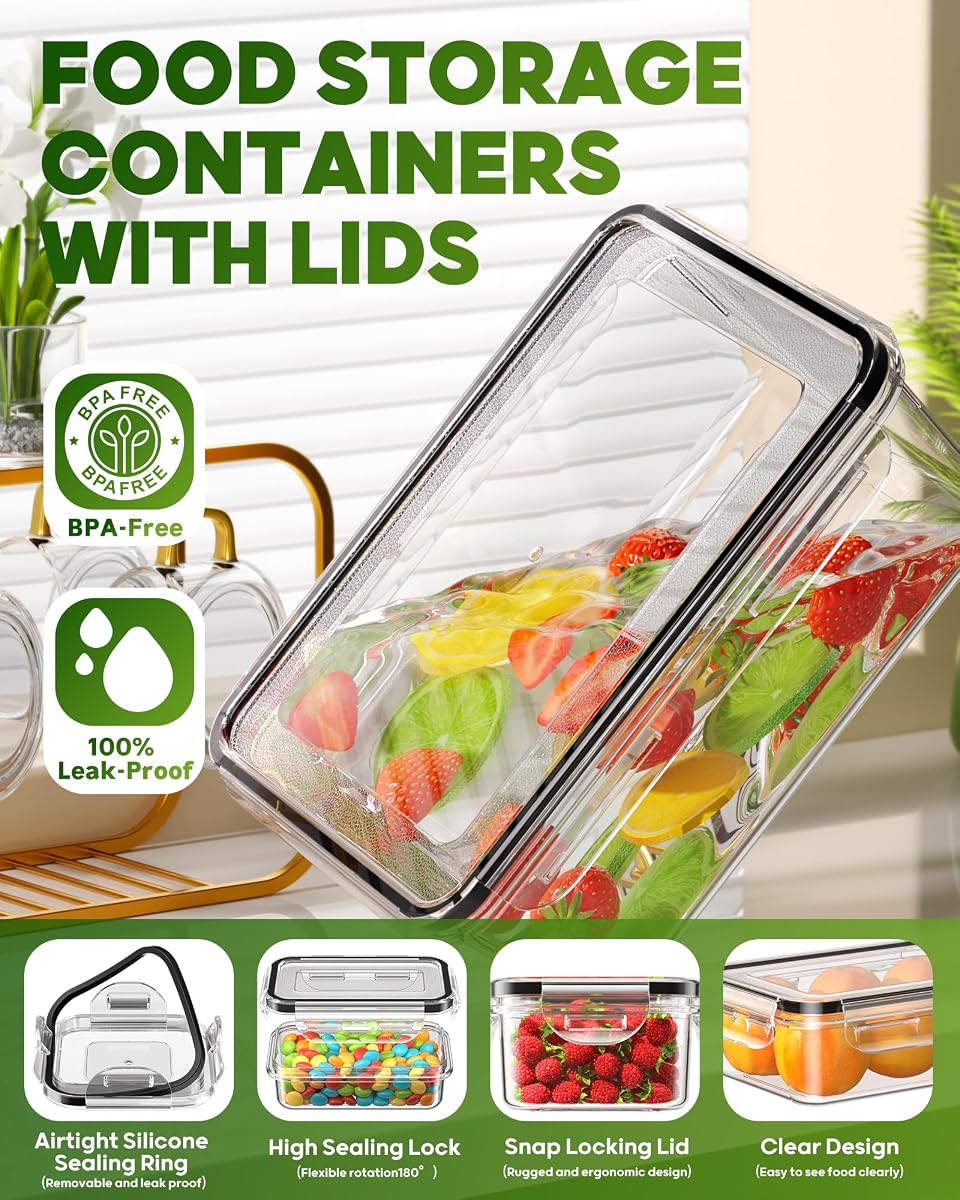 FOOD STORAGE
CONTAINERS
WITH LIDS
BPA FREE
BPA FREE
BPA-Free
100%
Leak-Proof
Airtight Silicone
Sealing Ring
(Removable and leak proof)
High Sealing Lock
(Flexible rotation180° )
Snap Locking Lid
(Rugged and ergonomic design)
Clear Design
(Easy to see food clearly)